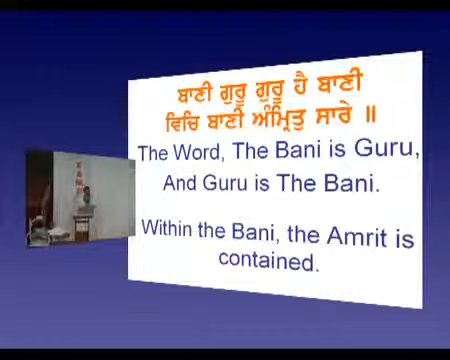 ਬਾਣੀ ਗੁਰੂ ਗੁਰੂ ਹੈ ਬਾਣੀ
ਵਿਚਿ ਬਾਣੀ ਅੰਮ੍ਰਿਤੁ ਸਾਰੇ ॥
The Word, The Bani is Guru,
And Guru is The Bani.
Within the Bani, the Amrit is
contained.